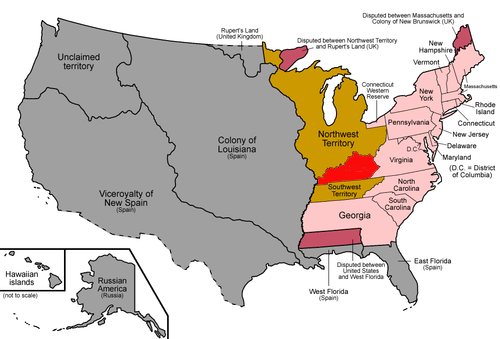 Rupert's Land
(United Kingdom)
Disputed between Northwest Territory
and Rupert's Land (UK)
Disputed between Massachusetts and
Colony of New Brunswick (UK)
New
Hampshire
Vermont
Massachusetts
Unclaimed
territory
Connecticut
Western
Reserve
New
York
Rhode
Island
Connecticut
Pennsylvania
New Jersey
Northwest
Territory
Colony of
Louisiana
(Spain)
D.C.
Delaware
Maryland
(D.C. = District
of Columbia)
Virginia
Viceroyalty of
New Spain
(Spain)
Southwest
Territory
North
Carolina
South
Carolina
Georgia
East Florida
(Spain)
Disputed between
United States
and West Florida
West Florida
(Spain)
Hawaiian
islands
(not to scale)
Russian
America
(Russia)